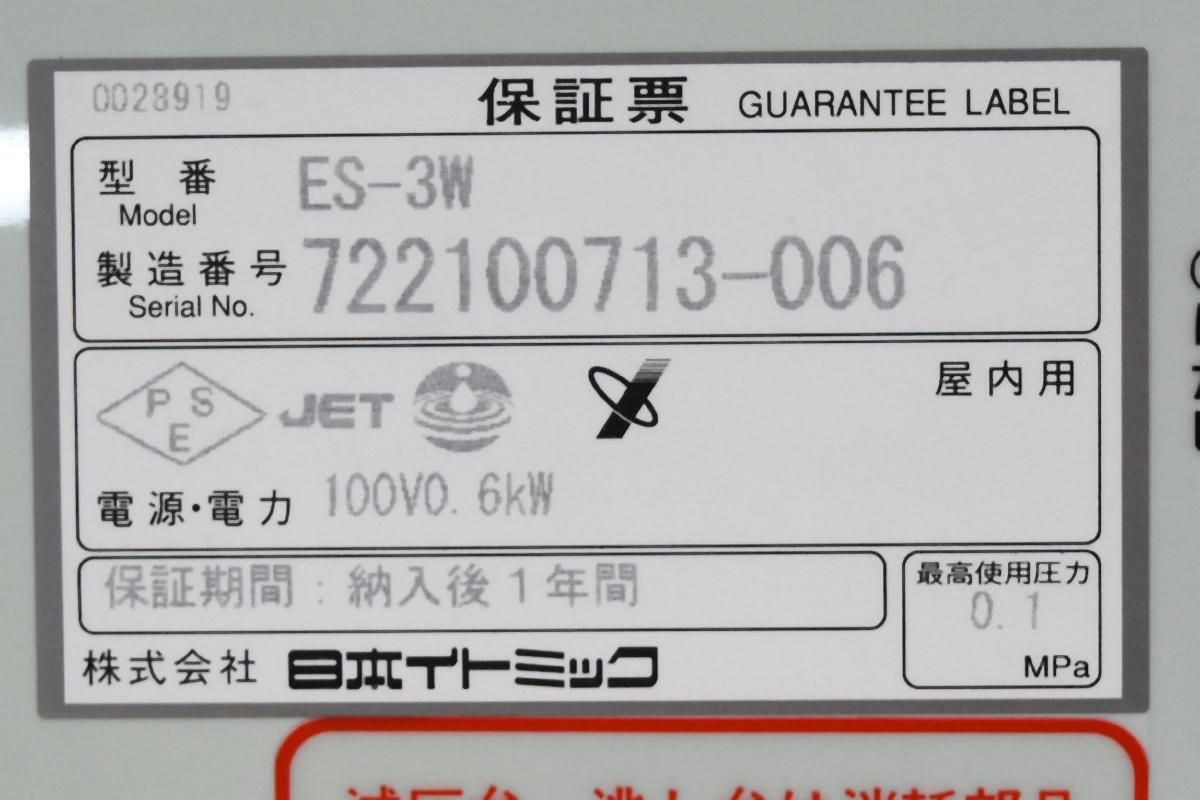 0028919
保証票 GUARANTEE LABEL
型番 ES-3W
Model
製造番号 722100713-006
Serial No.
PSE JET
屋内用
電源・電力 100V0.6kW
保証期間:納入後1年間
最高使用圧力
0.1
MPa
株式会社 日本イトミック